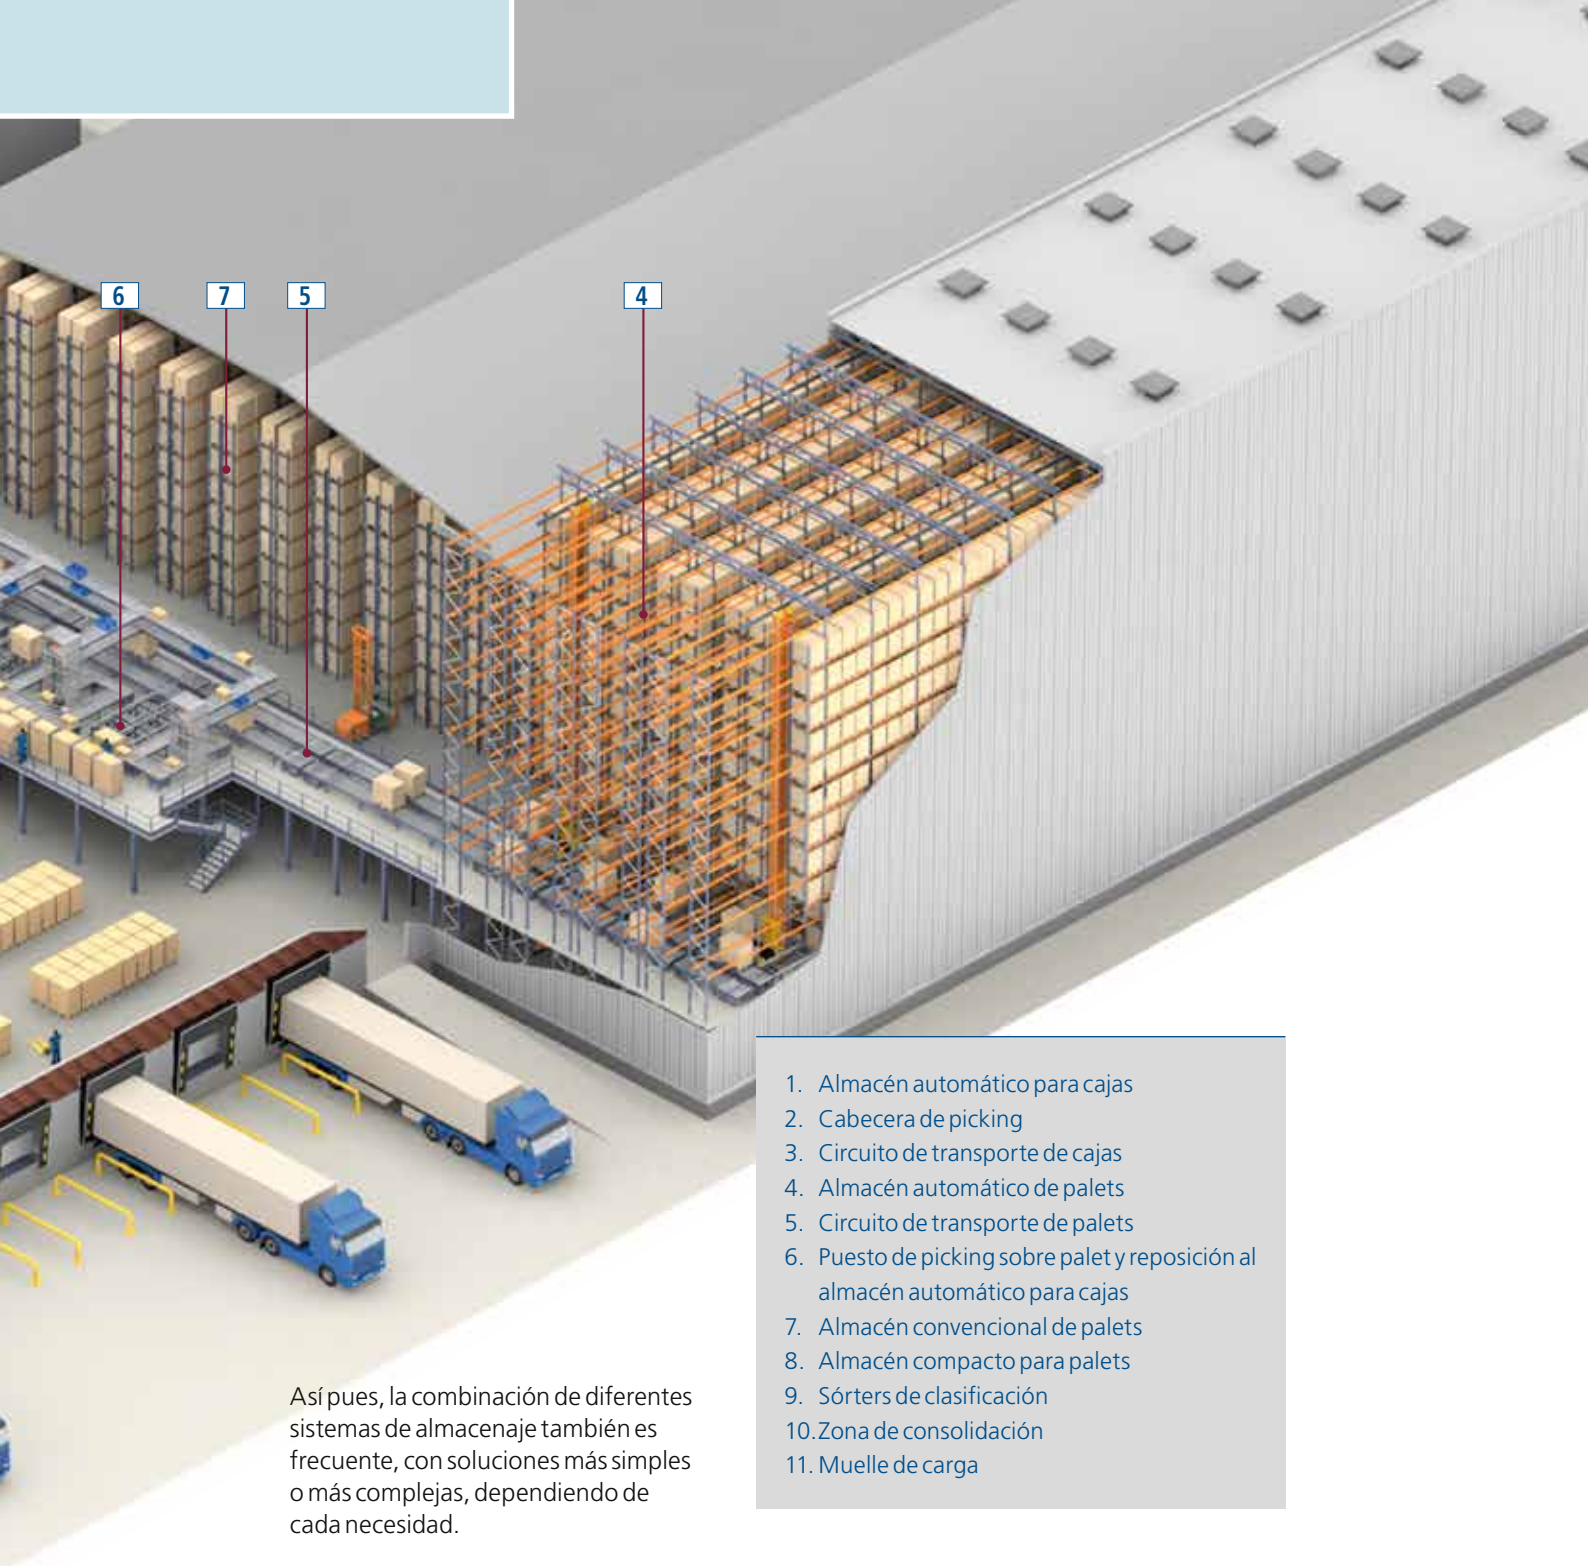 6
7
5
4
1. Almacén automático para cajas
2. Cabecera de picking
3. Circuito de transporte de cajas
4. Almacén automático de palets
5. Circuito de transporte de palets
6. Puesto de picking sobre palet y reposición al
almacén automático para cajas
7. Almacén convencional de palets
8. Almacén compacto para palets
9. Sórters de clasificación
10. Zona de consolidación
11. Muelle de carga
Así pues, la combinación de diferentes
sistemas de almacenaje también es
frecuente, con soluciones más simples
o más complejas, dependiendo de
cada necesidad.